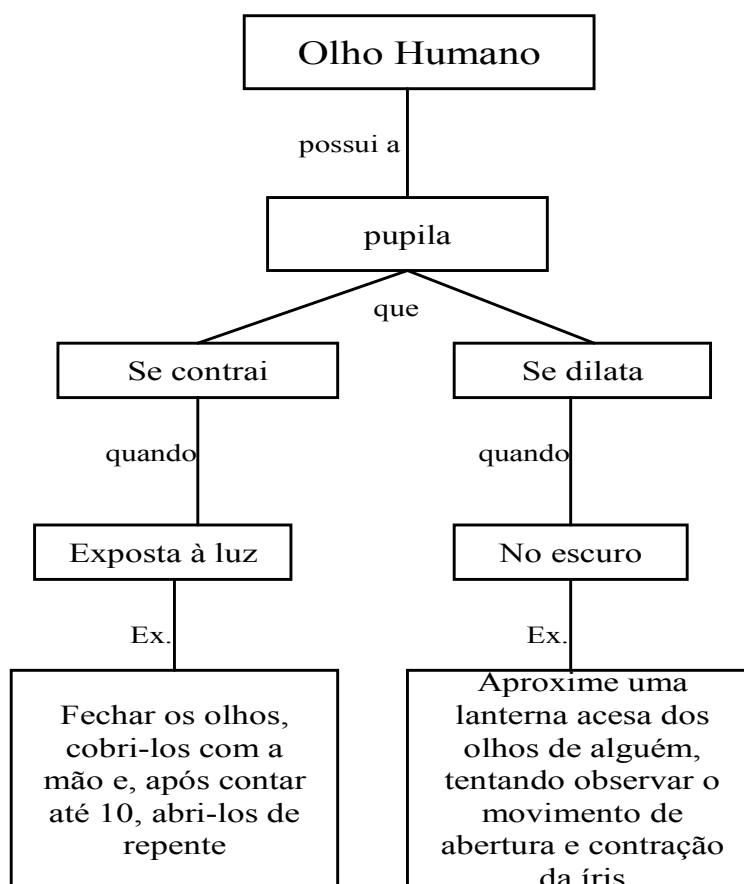 Olho Humano
possui a
pupila
que
Se contrai
Se dilata
quando
quando
Exposta à luz
No escuro
Ex.
Ex.
Fechar os olhos,
cobri-los com a
mão e, após contar
até 10, abri-los de
repente
Aproxime uma
lanterna acesa dos
olhos de alguém,
tentando observar o
movimento de
abertura e contração
da íris